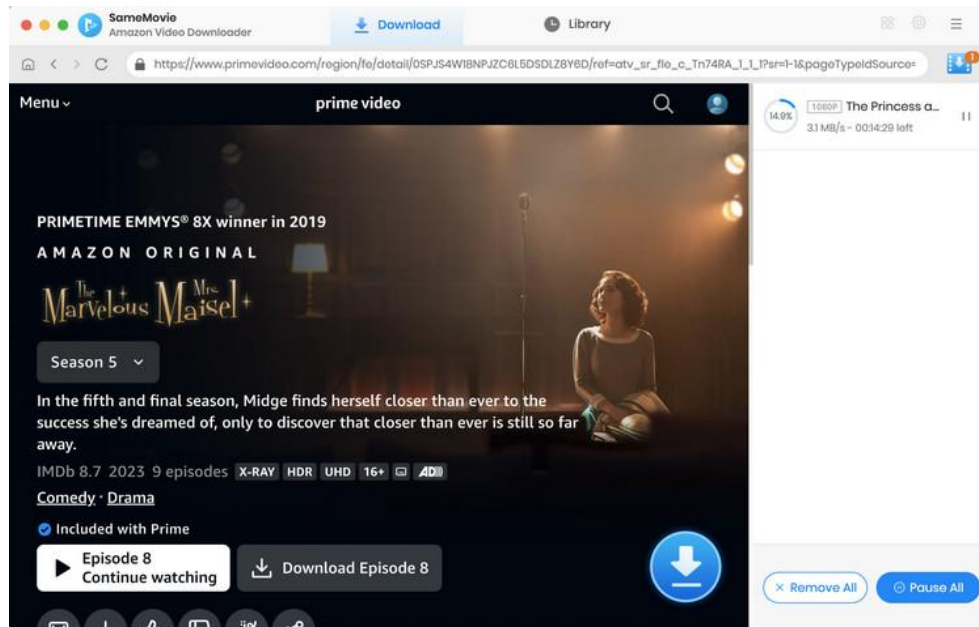 SameMovie
Amazon Video Downloader
Download
Library
https://www.primevideo.com/region/fe/detail/0SPJS4W18NPJZC6L5DSDLZ8Y6D/ref=atv_sr_fle_c_Tn74RA_1_1_1?sr=1-1&pageTypeIdSource=
1
Menu
prime video
14.9%
1080P The Princess a...
3.1 MB/s - 00:14:29 left
PRIMETIME EMMYS® 8X winner in 2019
AMAZON ORIGINAL
The Marvelous Mrs. Maisel
Season 5
In the fifth and final season, Midge finds herself closer than ever to the
success she's dreamed of, only to discover that closer than ever is still so far
away.
IMDb 8.7 2023 9 episodes X-RAY HDR UHD 16+ AD
Comedy · Drama
Included with Prime
Episode 8
Continue watching
Download Episode 8
Remove All
Pause All